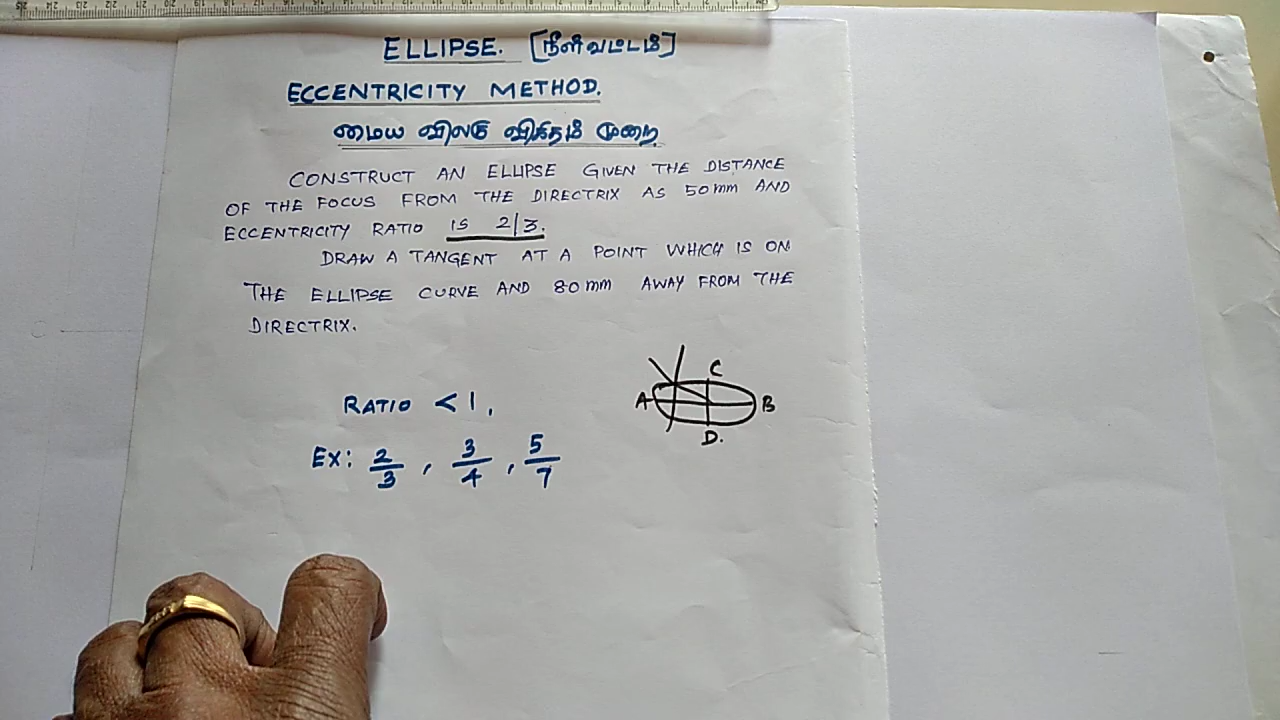 ELLIPSE. [நீள்வட்டம்]
ECCENTRICITY METHOD.
மைய விலகு விகிதம் முறை
CONSTRUCT AN ELLIPSE GIVEN THE DISTANCE
OF THE FOCUS FROM THE DIRECTRIX AS 50mm AND
ECCENTRICITY RATIO IS 2/3.
DRAW A TANGENT AT A POINT WHICH IS ON
THE ELLIPSE CURVE AND 80mm AWAY FROM THE
DIRECTRIX.
C
A B
D.
RATIO < 1,
EX: 2/3, 3/4, 5/7